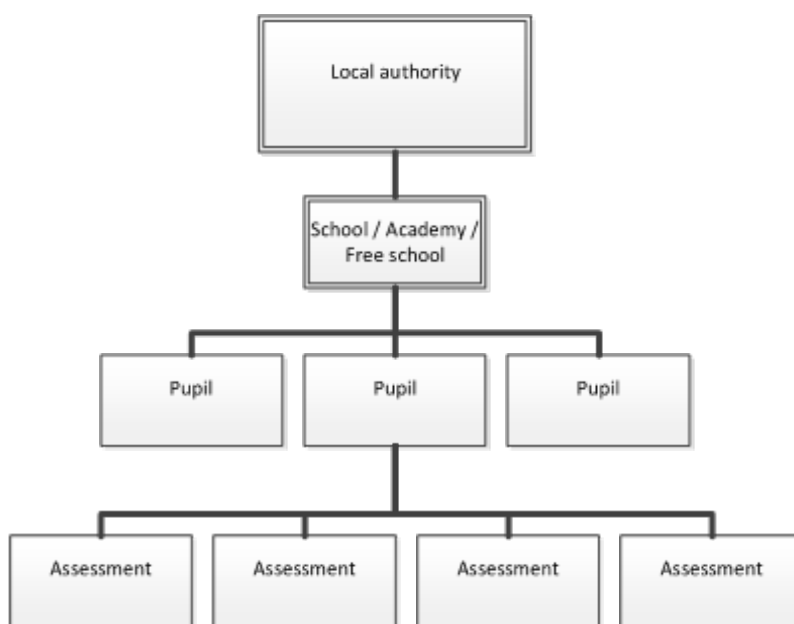 Local authority
School / Academy /
Free school
Pupil
Pupil
Pupil
Assessment
Assessment
Assessment
Assessment